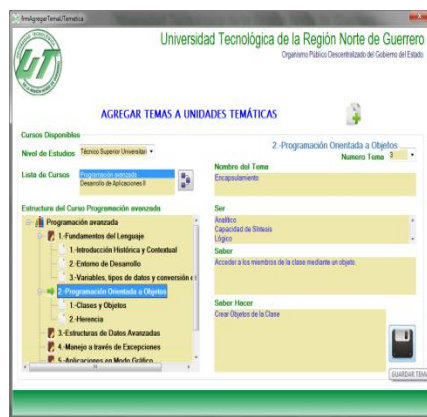 frmAgregarTemaUTematica
Universidad Tecnológica de la Región Norte de Guerrero
Organismo Público Descentralizado del Gobierno del Estado
AGREGAR TEMAS A UNIDADES TEMÁTICAS
Cursos Disponibles
Nivel de Estudios
Técnico Superior Universitari
Lista de Cursos
Programación avanzada
Desarrollo de Aplicaciones II
2.-Programación Orientada a Objetos
Numero Tema 3
Nombre del Tema
Encapsulamiento
Estructura del Curso Programación avanzada
Programación avanzada
1.-Fundamentos del Lenguaje
1.-Introducción Histórica y Contextual
2.-Entorno de Desarrollo
3.-Variables, tipos de datos y conversión
2.-Programación Orientada a Objetos
1.-Clases y Objetos
2.-Herencia
3.-Estructuras de Datos Avanzadas
4.-Manejo a través de Excepciones
5.-Aplicaciones en Modo Gráfico
Ser
Analítico
Capacidad de Síntesis
Lógico
Saber
Acceder a los miembros de la clase mediante un objeto.
Saber Hacer
Crear Objetos de la Clase
GUARDAR TEMA